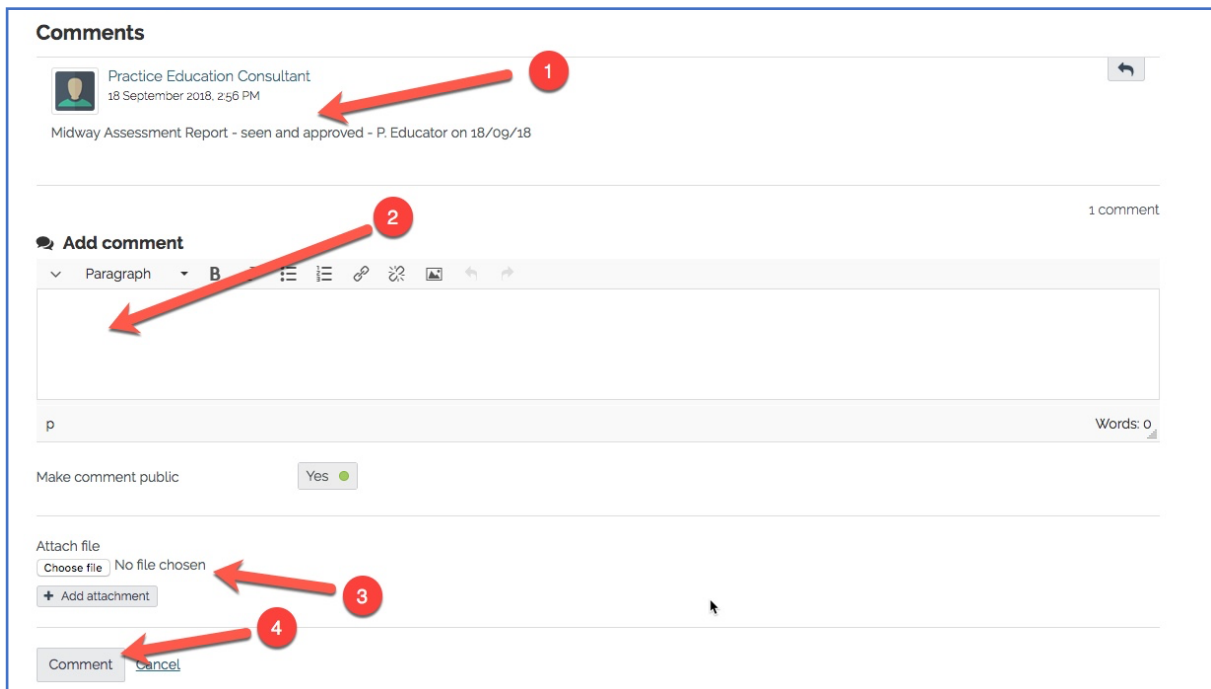 Comments
Practice Education Consultant
1
18 September 2018, 2:56 PM
Midway Assessment Report - seen and approved - P. Educator on 18/09/18
1 comment
2
Add comment
Paragraph B
p
Words: 0
Make comment public
Yes
Attach file
Choose file No file chosen
3
+ Add attachment
4
Comment Cancel